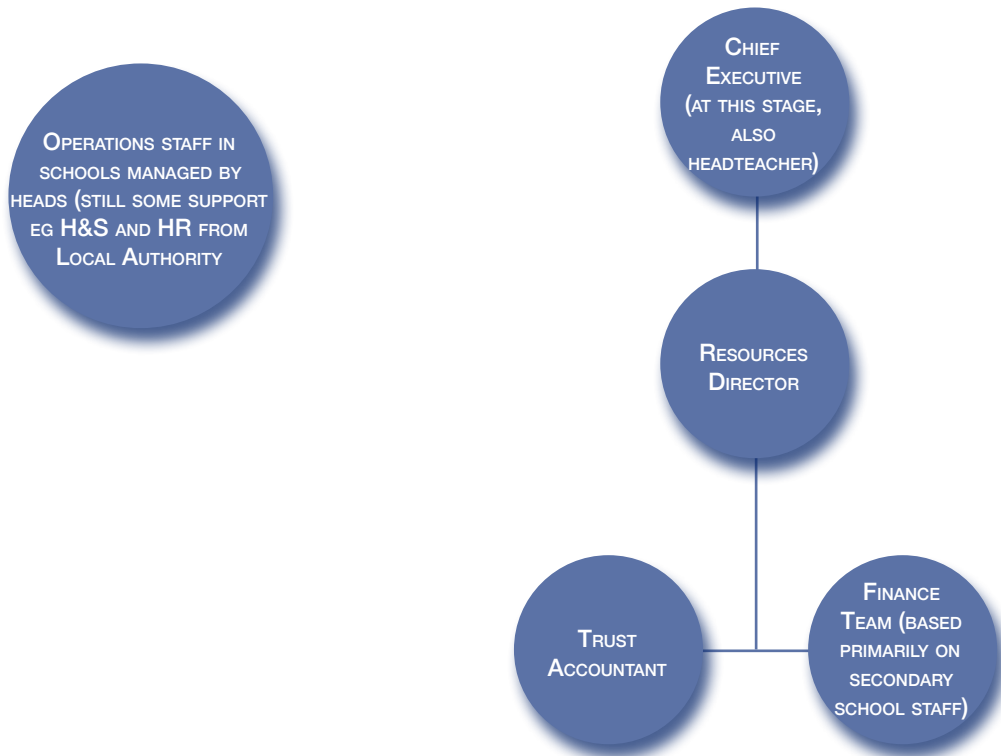 Operations staff in
schools managed by
heads (still some support
eg H&S and HR from
Local Authority
Chief
Executive
(at this stage,
also
headteacher)
Resources
Director
Trust
Accountant
Finance
Team (based
primarily on
secondary
school staff)